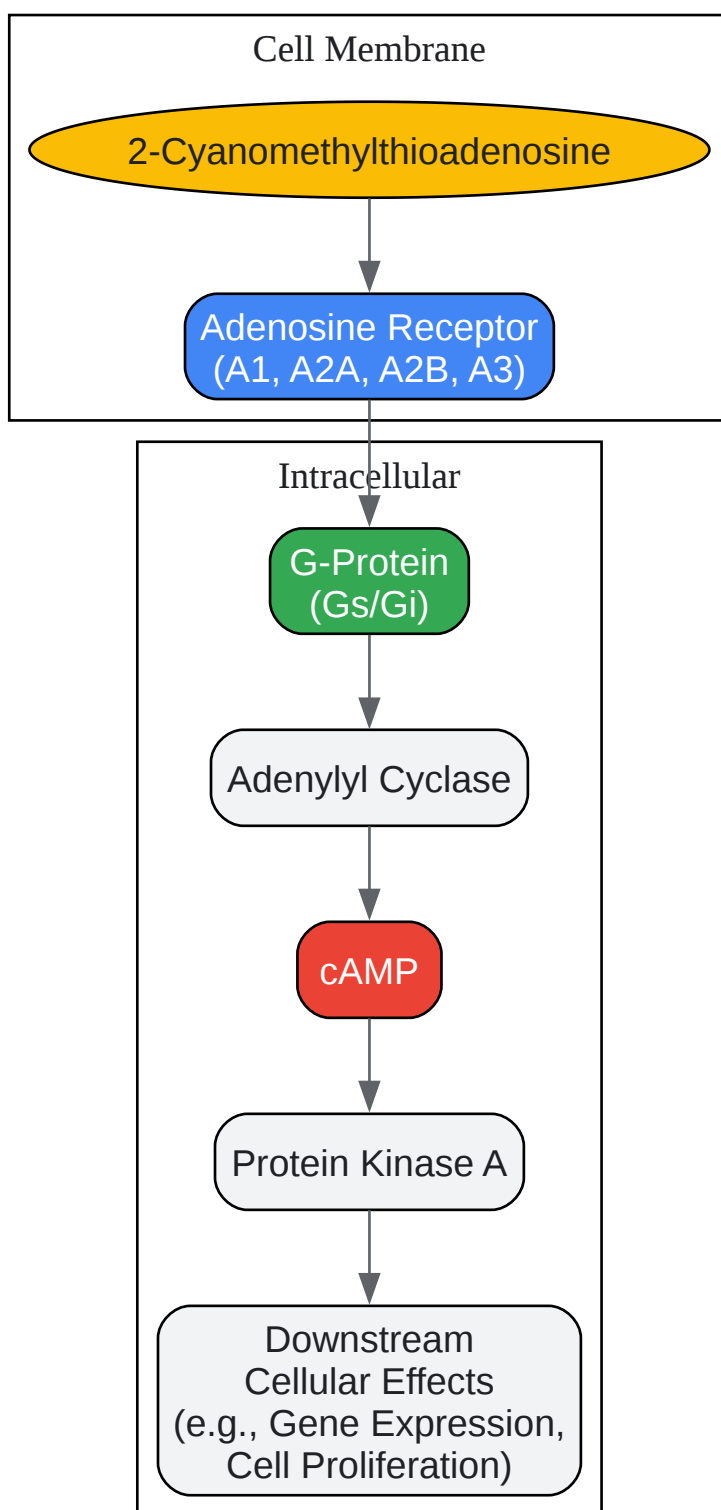 Cell Membrane
2-Cyanomethylthioadenosine
Adenosine Receptor
(A1, A2A, A2B, A3)
Intracellular
G-Protein
(Gs/Gi)
Adenylyl Cyclase
cAMP
Protein Kinase A
Downstream
Cellular Effects
(e.g., Gene Expression,
Cell Proliferation)